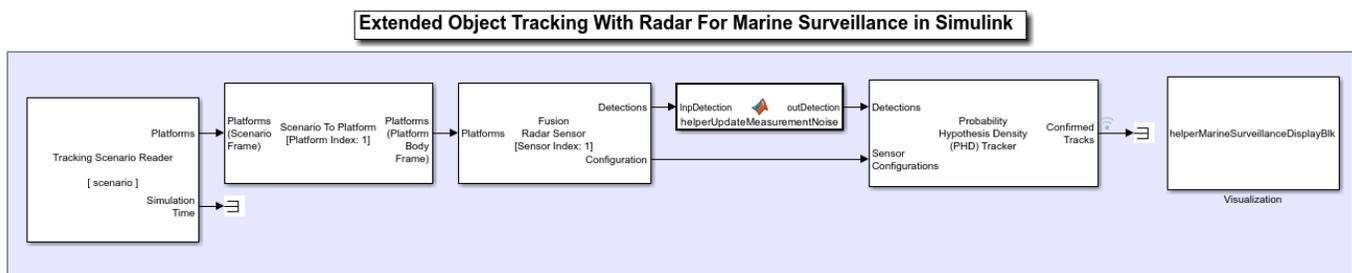 Extended Object Tracking With Radar For Marine Surveillance in Simulink
Tracking Scenario Reader
[ scenario ]
Platforms
Simulation
Time
Platforms
(Scenario
Frame)
Scenario To Platform
[Platform Index: 1]
Platforms
(Platform
Body
Frame)
Platforms
Fusion
Radar Sensor
[Sensor Index: 1]
Detections
Configuration
InpDetection
outDetection
helperUpdateMeasurementNoise
Detections
Sensor
Configurations
Probability
Hypothesis Density
(PHD) Tracker
Confirmed
Tracks
helperMarineSurveillanceDisplayBlk
Visualization